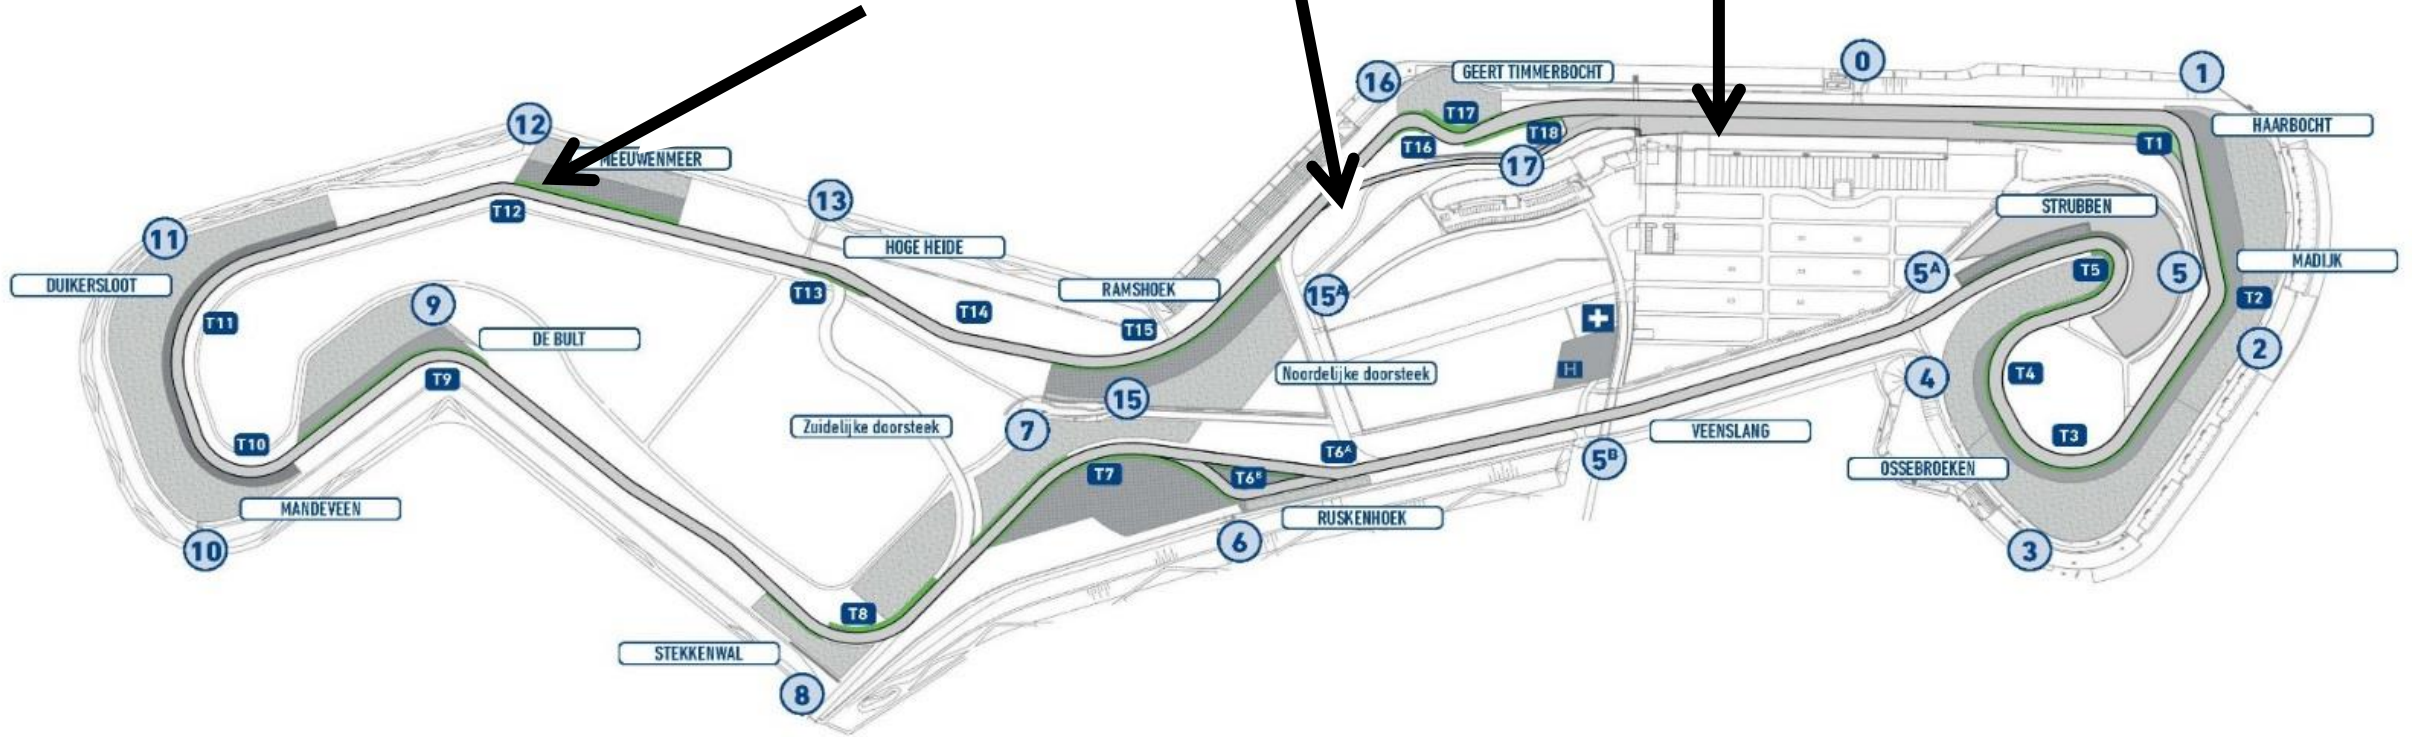 0
1
16
GEERT TIMMERBOCHT
T17
T18
T16
17
HAARBOCHT
T1
12
MEEUWENMEER
T12
13
11
HOGE HEIDE
DUIKERSLOOT
T11
9
T13
T14
RAMSHOEK
T15
15A
STRUBBEN
5A
T5
5
MADIJK
T2
2
DE BULT
T9
15
Noordelijke doorsteek
H
4
T4
T3
T10
MANDEVEEN
10
Zuidelijke doorsteek
7
T7
T6A
T6B
VEENSLANG
5B
OSSEBROEKEN
RUSKENHOEK
6
3
T8
STEKKENWAL
8